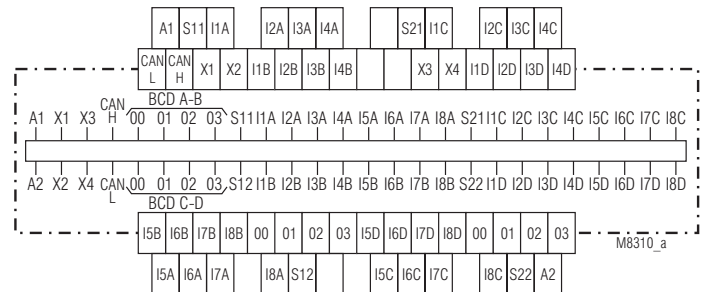 A1 S11 I1A I2A I3A I4A S21 I1C I2C I3C I4C
CAN L CAN H X1 X2 I1B I2B I3B I4B X3 X4 I1D I2D I3D I4D
BCD A-B
A1 X1 X3 CAN H 00 01 02 03 S11 I1A I2A I3A I4A I5A I6A I7A I8A S21 I1C I2C I3C I4C I5C I6C I7C I8C
A2 X2 X4 CAN L 00 01 02 03 S12 I1B I2B I3B I4B I5B I6B I7B I8B S22 I1D I2D I3D I4D I5D I6D I7D I8D
BCD C-D
I5B I6B I7B I8B 00 01 02 03 I5D I6D I7D I8D 00 01 02 03
M8310_a
I5A I6A I7A I8A S12 I5C I6C I7C I8C S22 A2